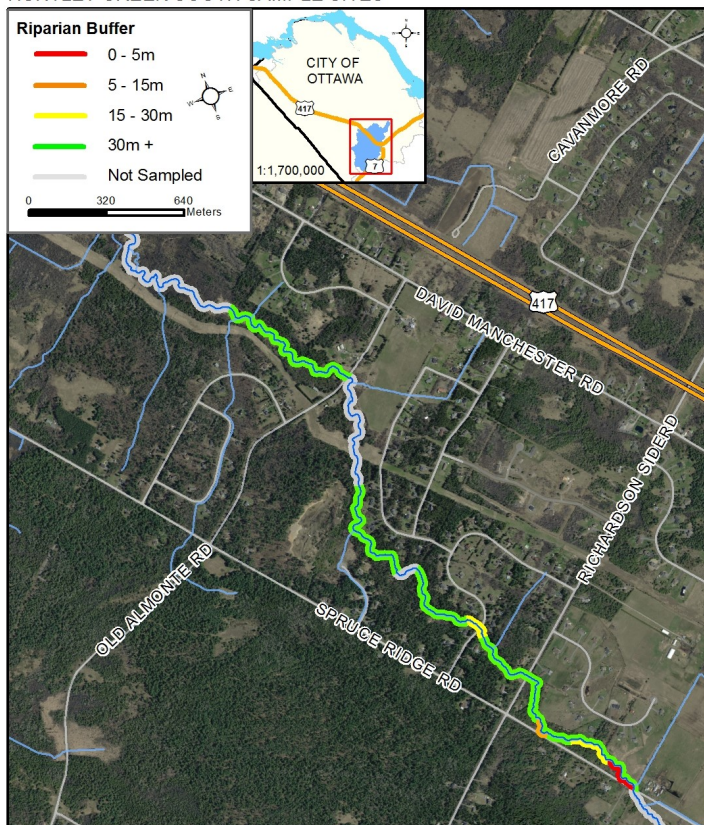 Riparian Buffer
0 - 5m
5 - 15m
15 - 30m
30m +
Not Sampled
N
W
E
S
0 320 640
Meters
CITY OF
OTTAWA
417
7
1:1,700,000
CAVANMORE RD
417
DAVID MANCHESTER RD
RICHARDSON SIDERD
OLD ALMONTE RD
SPRUCE RIDGE RD